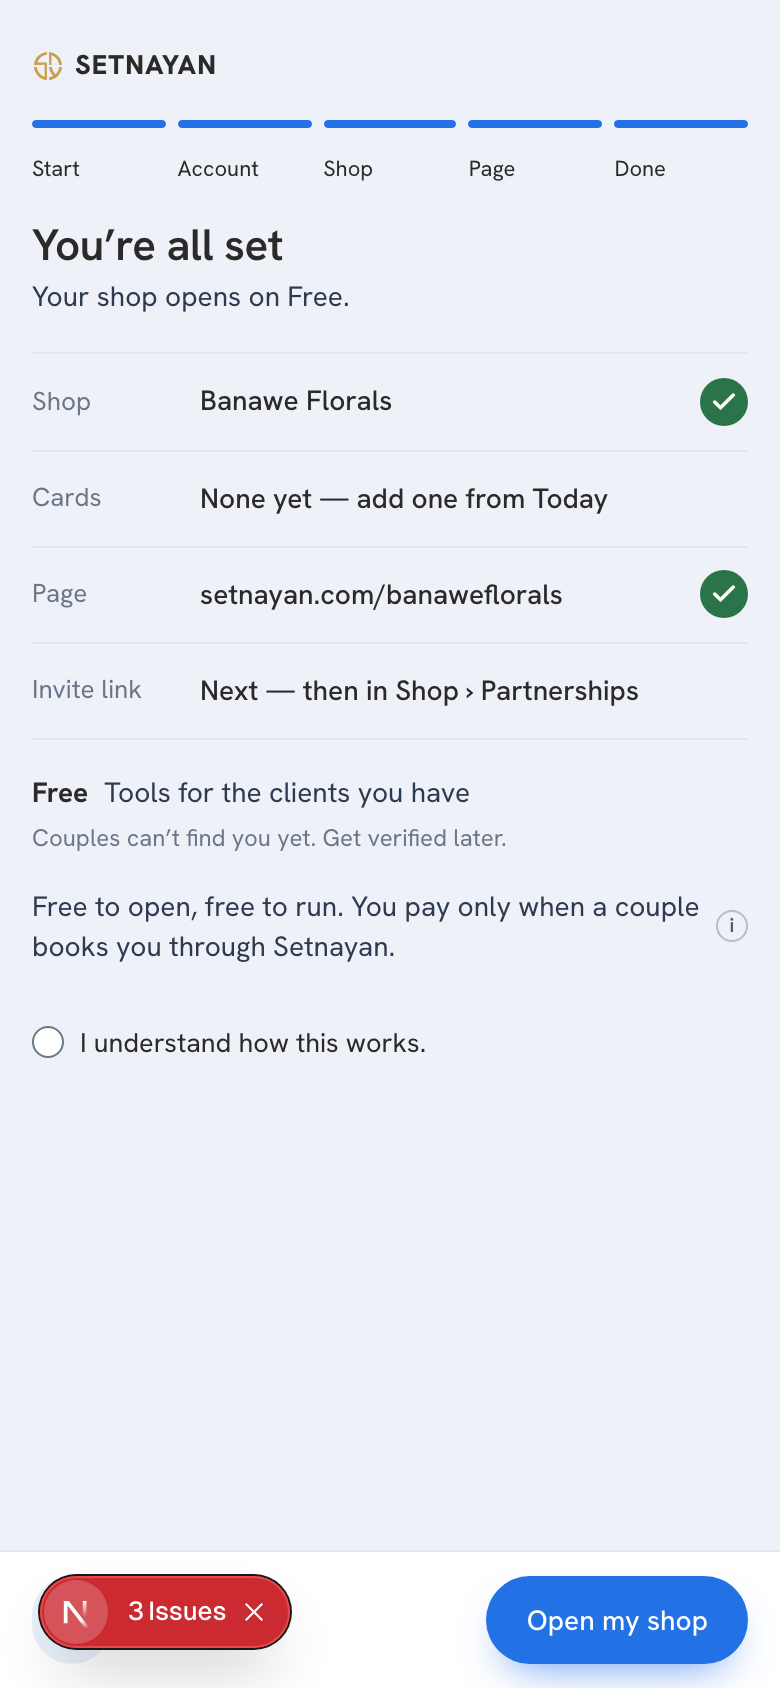 SETNAYAN
Start
Account
Shop
Page
Done
You’re all set
Your shop opens on Free.
Shop
Banawe Florals
Cards
None yet — add one from Today
Page
setnayan.com/banaweflorals
Invite link
Next — then in Shop › Partnerships
Free Tools for the clients you have
Couples can’t find you yet. Get verified later.
Free to open, free to run. You pay only when a couple
books you through Setnayan.
i
I understand how this works.
N
3 Issues
Open my shop